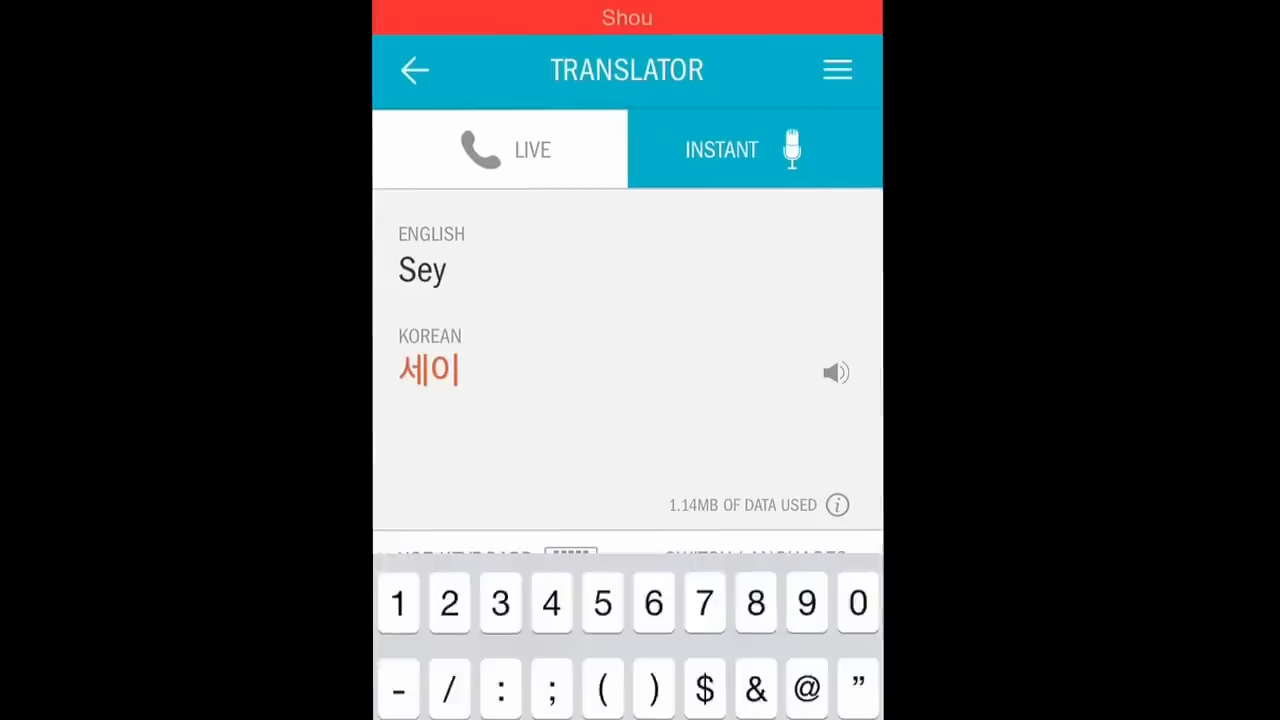 Shou
TRANSLATOR
LIVE
INSTANT
ENGLISH
Sey
KOREAN
세이
1.14MB OF DATA USED
1 2 3 4 5 6 7 8 9 0
- / : ; ( ) $ & @ ”